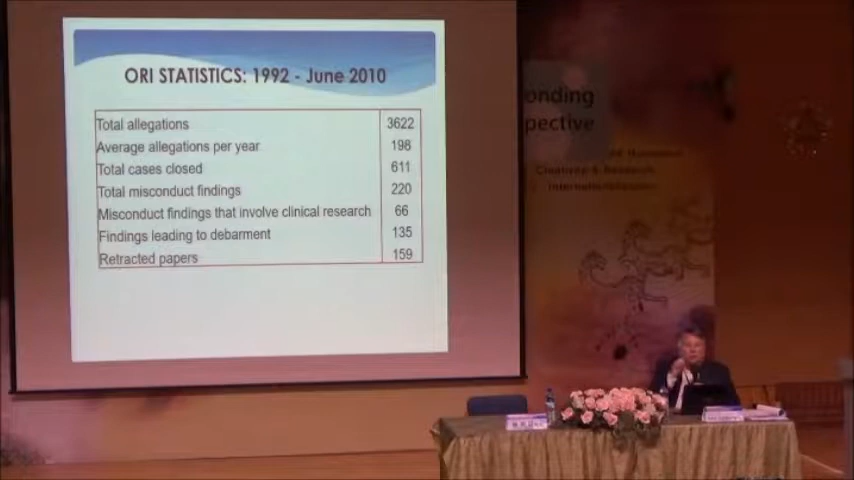 ORI STATISTICS: 1992 - June 2010
Total allegations 3622
Average allegations per year 198
Total cases closed 611
Total misconduct findings 220
Misconduct findings that involve clinical research 66
Findings leading to debarment 135
Retracted papers 159
onding
pective
Creativity & Research